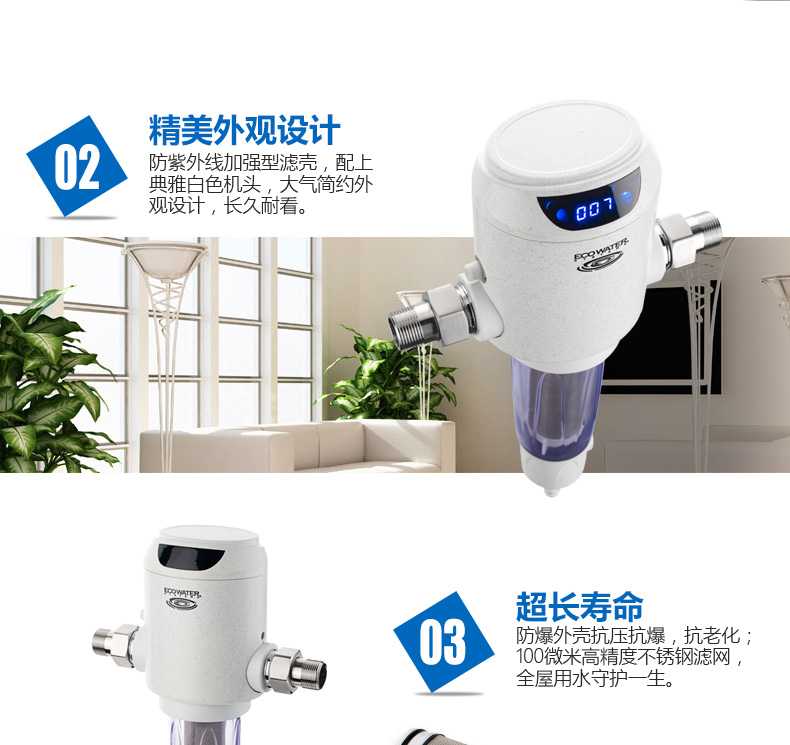 02
精美外观设计
防紫外线加强型滤壳，配上
典雅白色机头，大气简约外
观设计，长久耐看。
007
ECOWATER
ECOWATER
03
超长寿命
防爆外壳抗压抗爆，抗老化；
100微米高精度不锈钢滤网，
全屋用水守护一生。